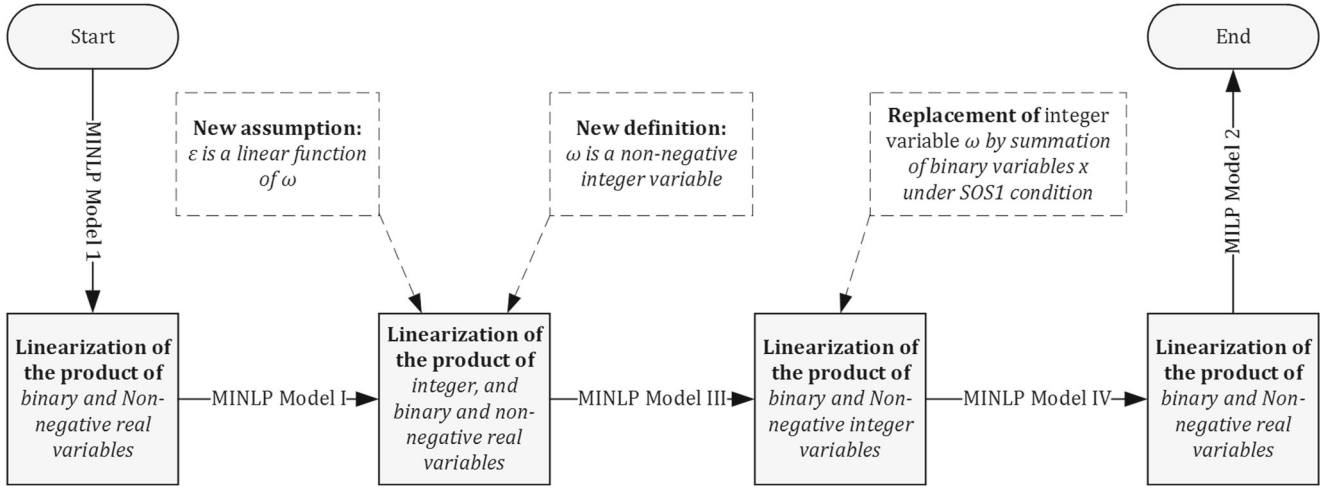 Start
End
MINLP Model 1
New assumption:
ε is a linear function
of ω
New definition:
ω is a non-negative
integer variable
Replacement of integer
variable ω by summation
of binary variables x
under SOS1 condition
MILP Model 2
Linearization of
the product of
binary and Non-
negative real
variables
MINLP Model I
Linearization of
the product of
integer, and
binary and non-
negative real
variables
MINLP Model III
Linearization of
the product of
binary and Non-
negative integer
variables
MINLP Model IV
Linearization of
the product of
binary and Non-
negative real
variables